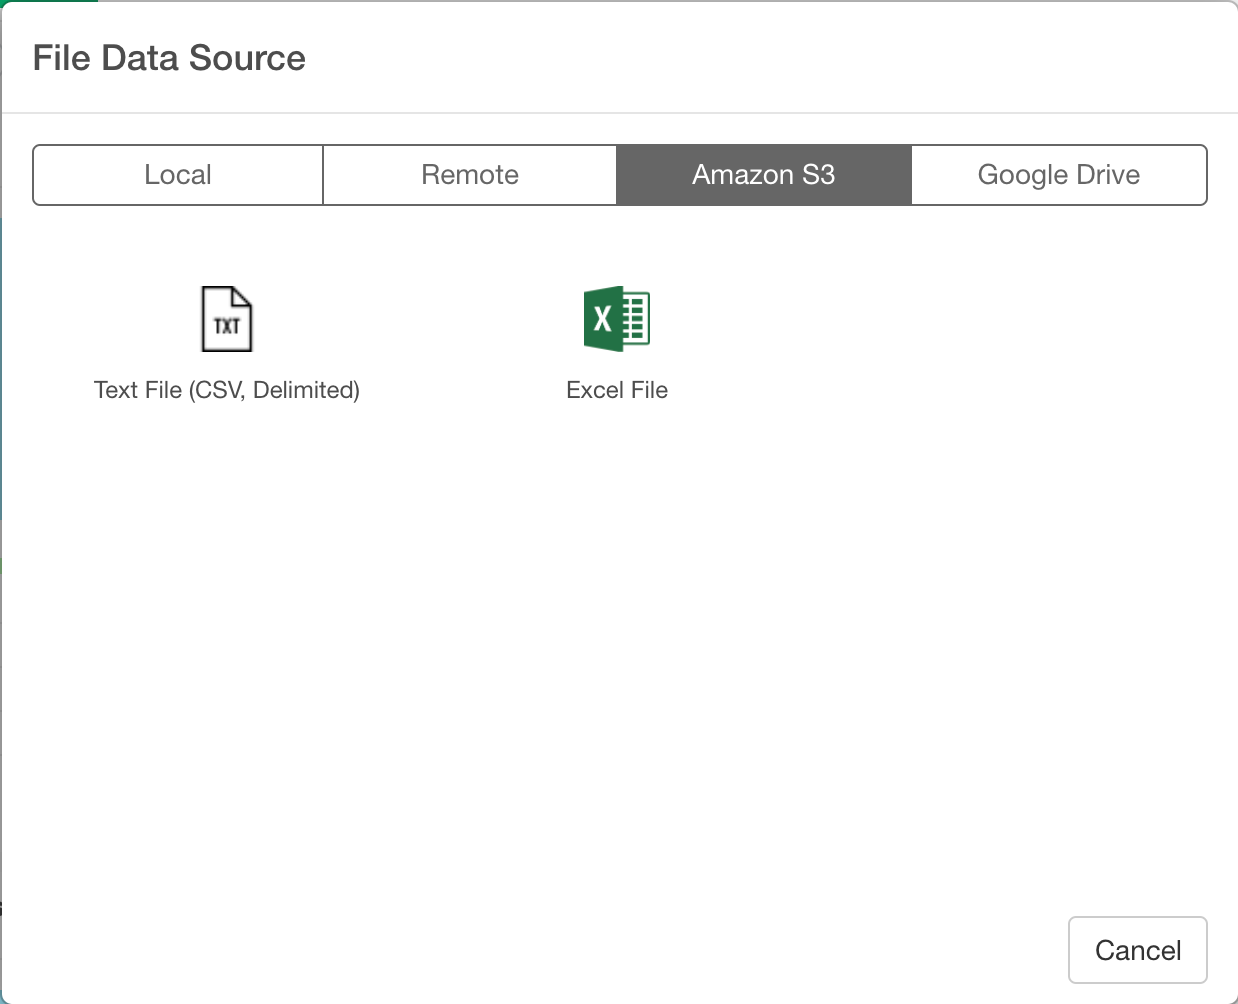 File Data Source
Local Remote Amazon S3 Google Drive
TXT X
Text File (CSV, Delimited) Excel File
Cancel